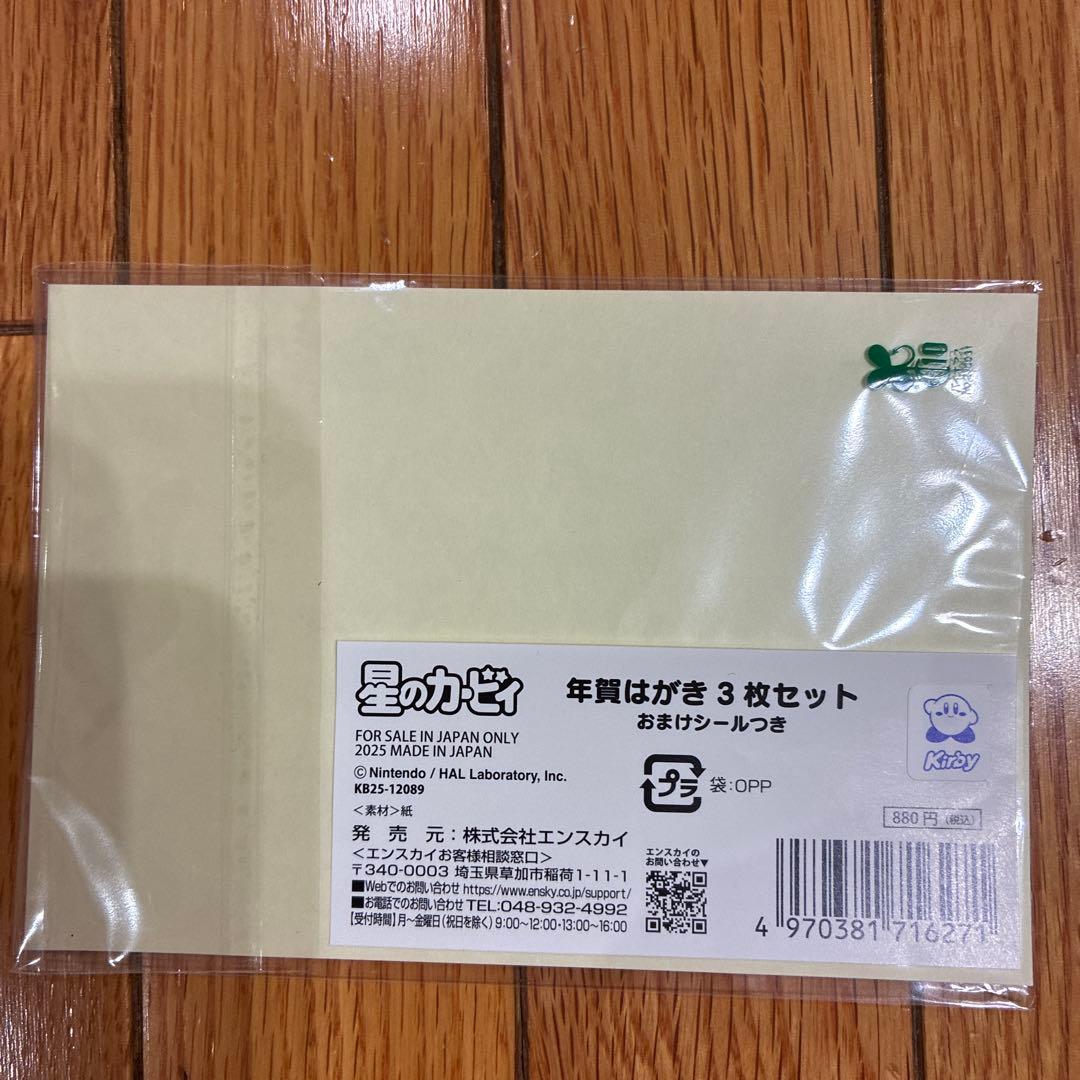 星のカービィ
年賀はがき 3 枚セット
おまけシールつき
FOR SALE IN JAPAN ONLY
2025 MADE IN JAPAN
© Nintendo / HAL Laboratory, Inc.
KB25-12089
プラ
袋:OPP
Kirby
880円(税込)
<素材>紙
発 売 元:株式会社エンスカイ
<エンスカイお客様相談窓口>
〒340-0003 埼玉県草加市稲荷1-11-1
■Webでのお問い合わせ https://www.ensky.co.jp/support/
■お電話でのお問い合わせ TEL:048-932-4992
【受付時間】月~金曜日(祝日を除く) 9:00~12:00・13:00~16:00
エンスカイの
お問い合わせ▼
4 970381 716271